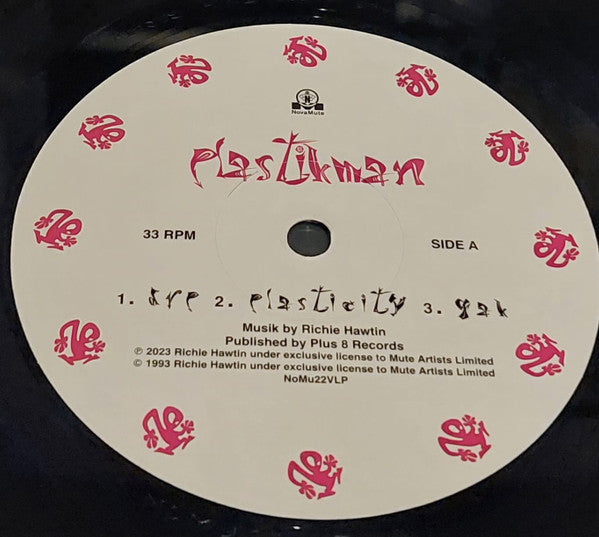 NovaMute
plastikman
33 RPM
SIDE A
1. drp 2. plasticity 3. gak
Musik by Richie Hawtin
Published by Plus 8 Records
℗ 2023 Richie Hawtin under exclusive license to Mute Artists Limited
© 1993 Richie Hawtin under exclusive license to Mute Artists Limited
NoMu22VLP